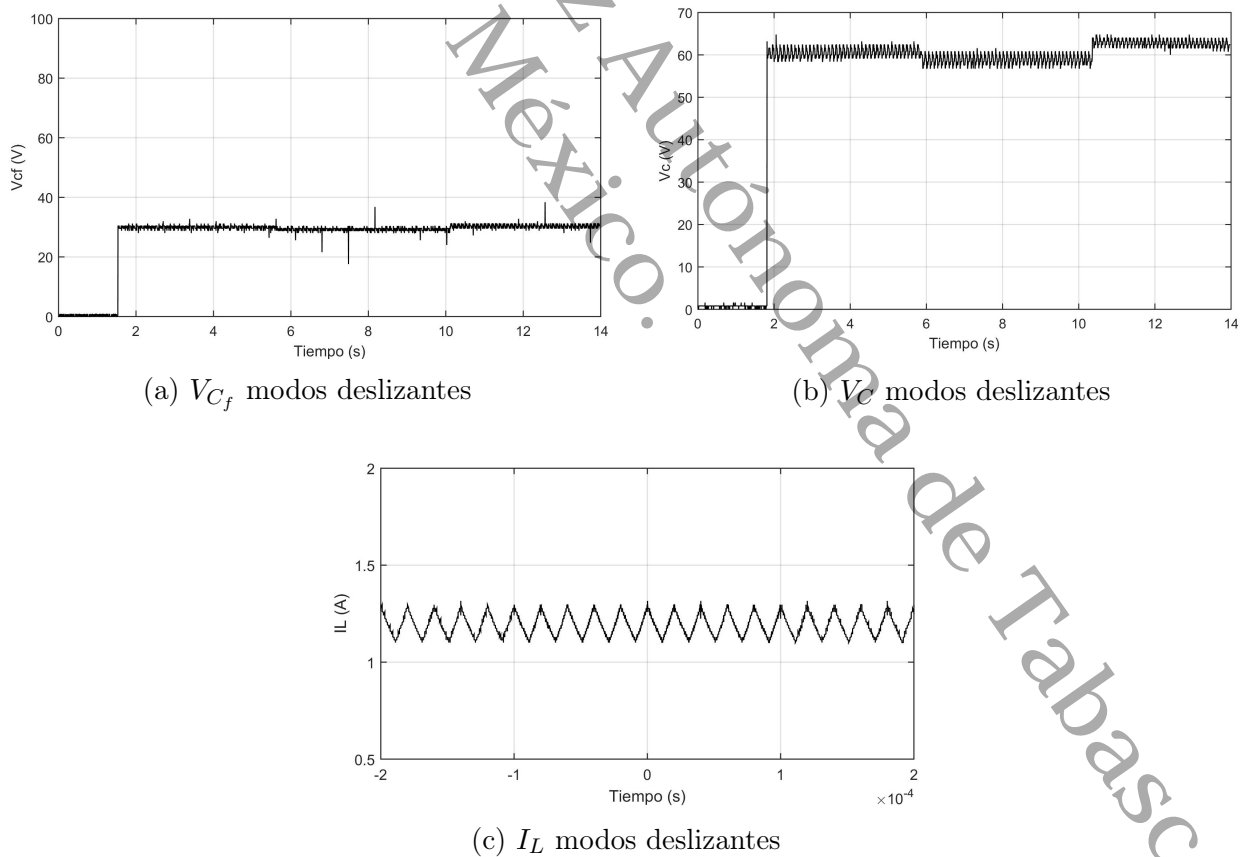 100
80
60
40
20
0
0 2 4 6 8 10 12 14
Vcf (V)
Tiempo (s)
(a) V_{C_f} modos deslizantes
70
60
50
40
30
20
10
0
0 2 4 6 8 10 12 14
Vc (V)
Tiempo (s)
(b) V_C modos deslizantes
2
1.5
1
0.5
-2 -1 0 1 2
×10⁻⁴
IL (A)
Tiempo (s)
(c) I_L modos deslizantes
Autónoma de Tabasc
México.